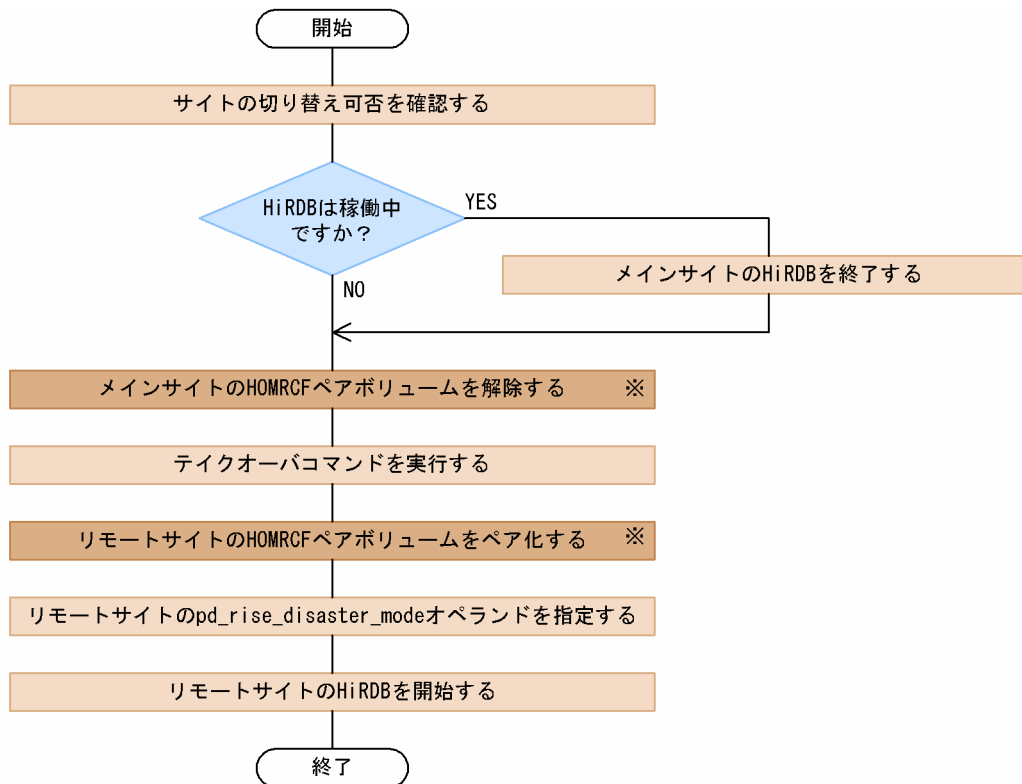 開始
サイトの切り替え可否を確認する
HiRDBは稼働中
ですか？
YES
メインサイトのHiRDBを終了する
NO
メインサイトのHOMRCFペアボリュームを解除する ※
テイクオーバコマンドを実行する
リモートサイトのHOMRCFペアボリュームをペア化する ※
リモートサイトのpd_rise_disaster_modeオペランドを指定する
リモートサイトのHiRDBを開始する
終了